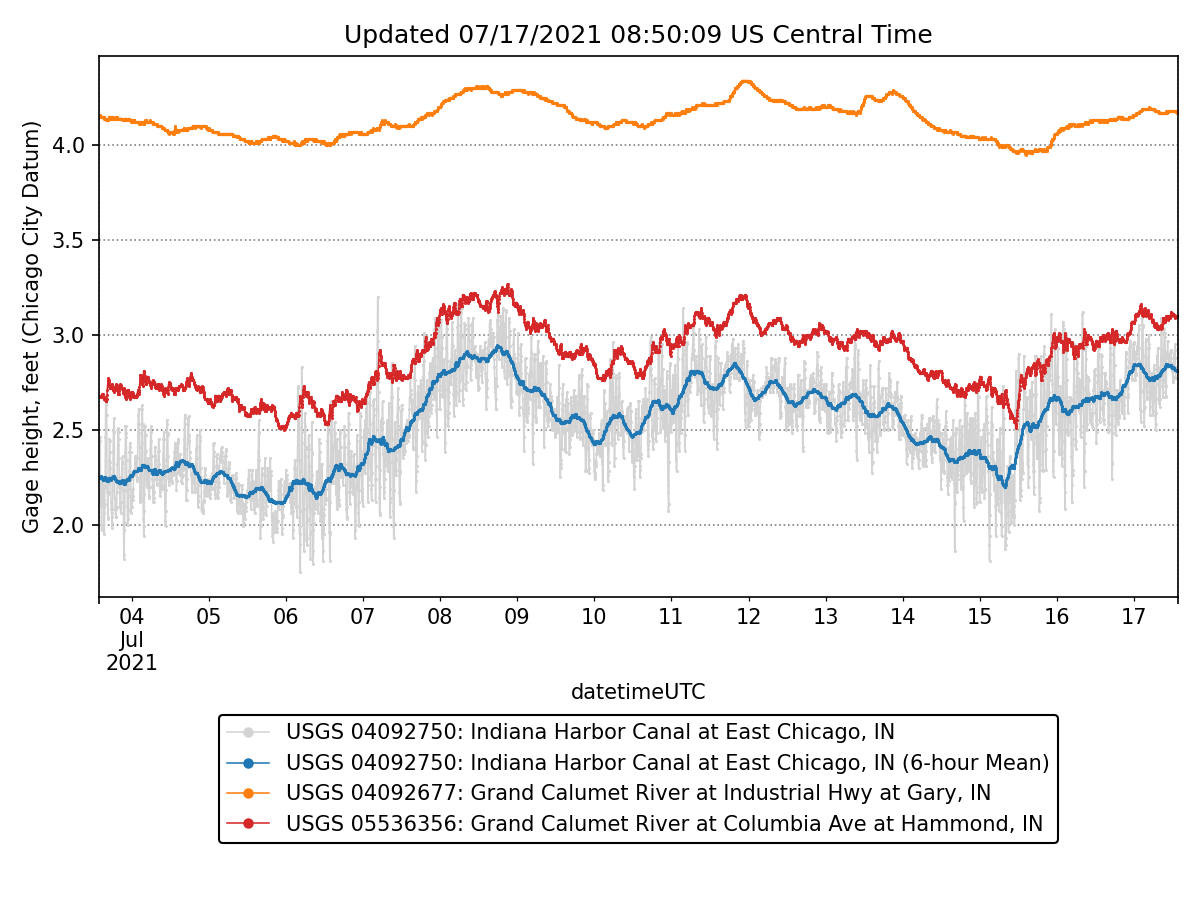 Updated 07/17/2021 08:50:09 US Central Time
Gage height, feet (Chicago City Datum)
4.0
3.5
3.0
2.5
2.0
04 05 06 07 08 09 10 11 12 13 14 15 16 17
Jul
2021
datetimeUTC
USGS 04092750: Indiana Harbor Canal at East Chicago, IN
USGS 04092750: Indiana Harbor Canal at East Chicago, IN (6-hour Mean)
USGS 04092677: Grand Calumet River at Industrial Hwy at Gary, IN
USGS 05536356: Grand Calumet River at Columbia Ave at Hammond, IN